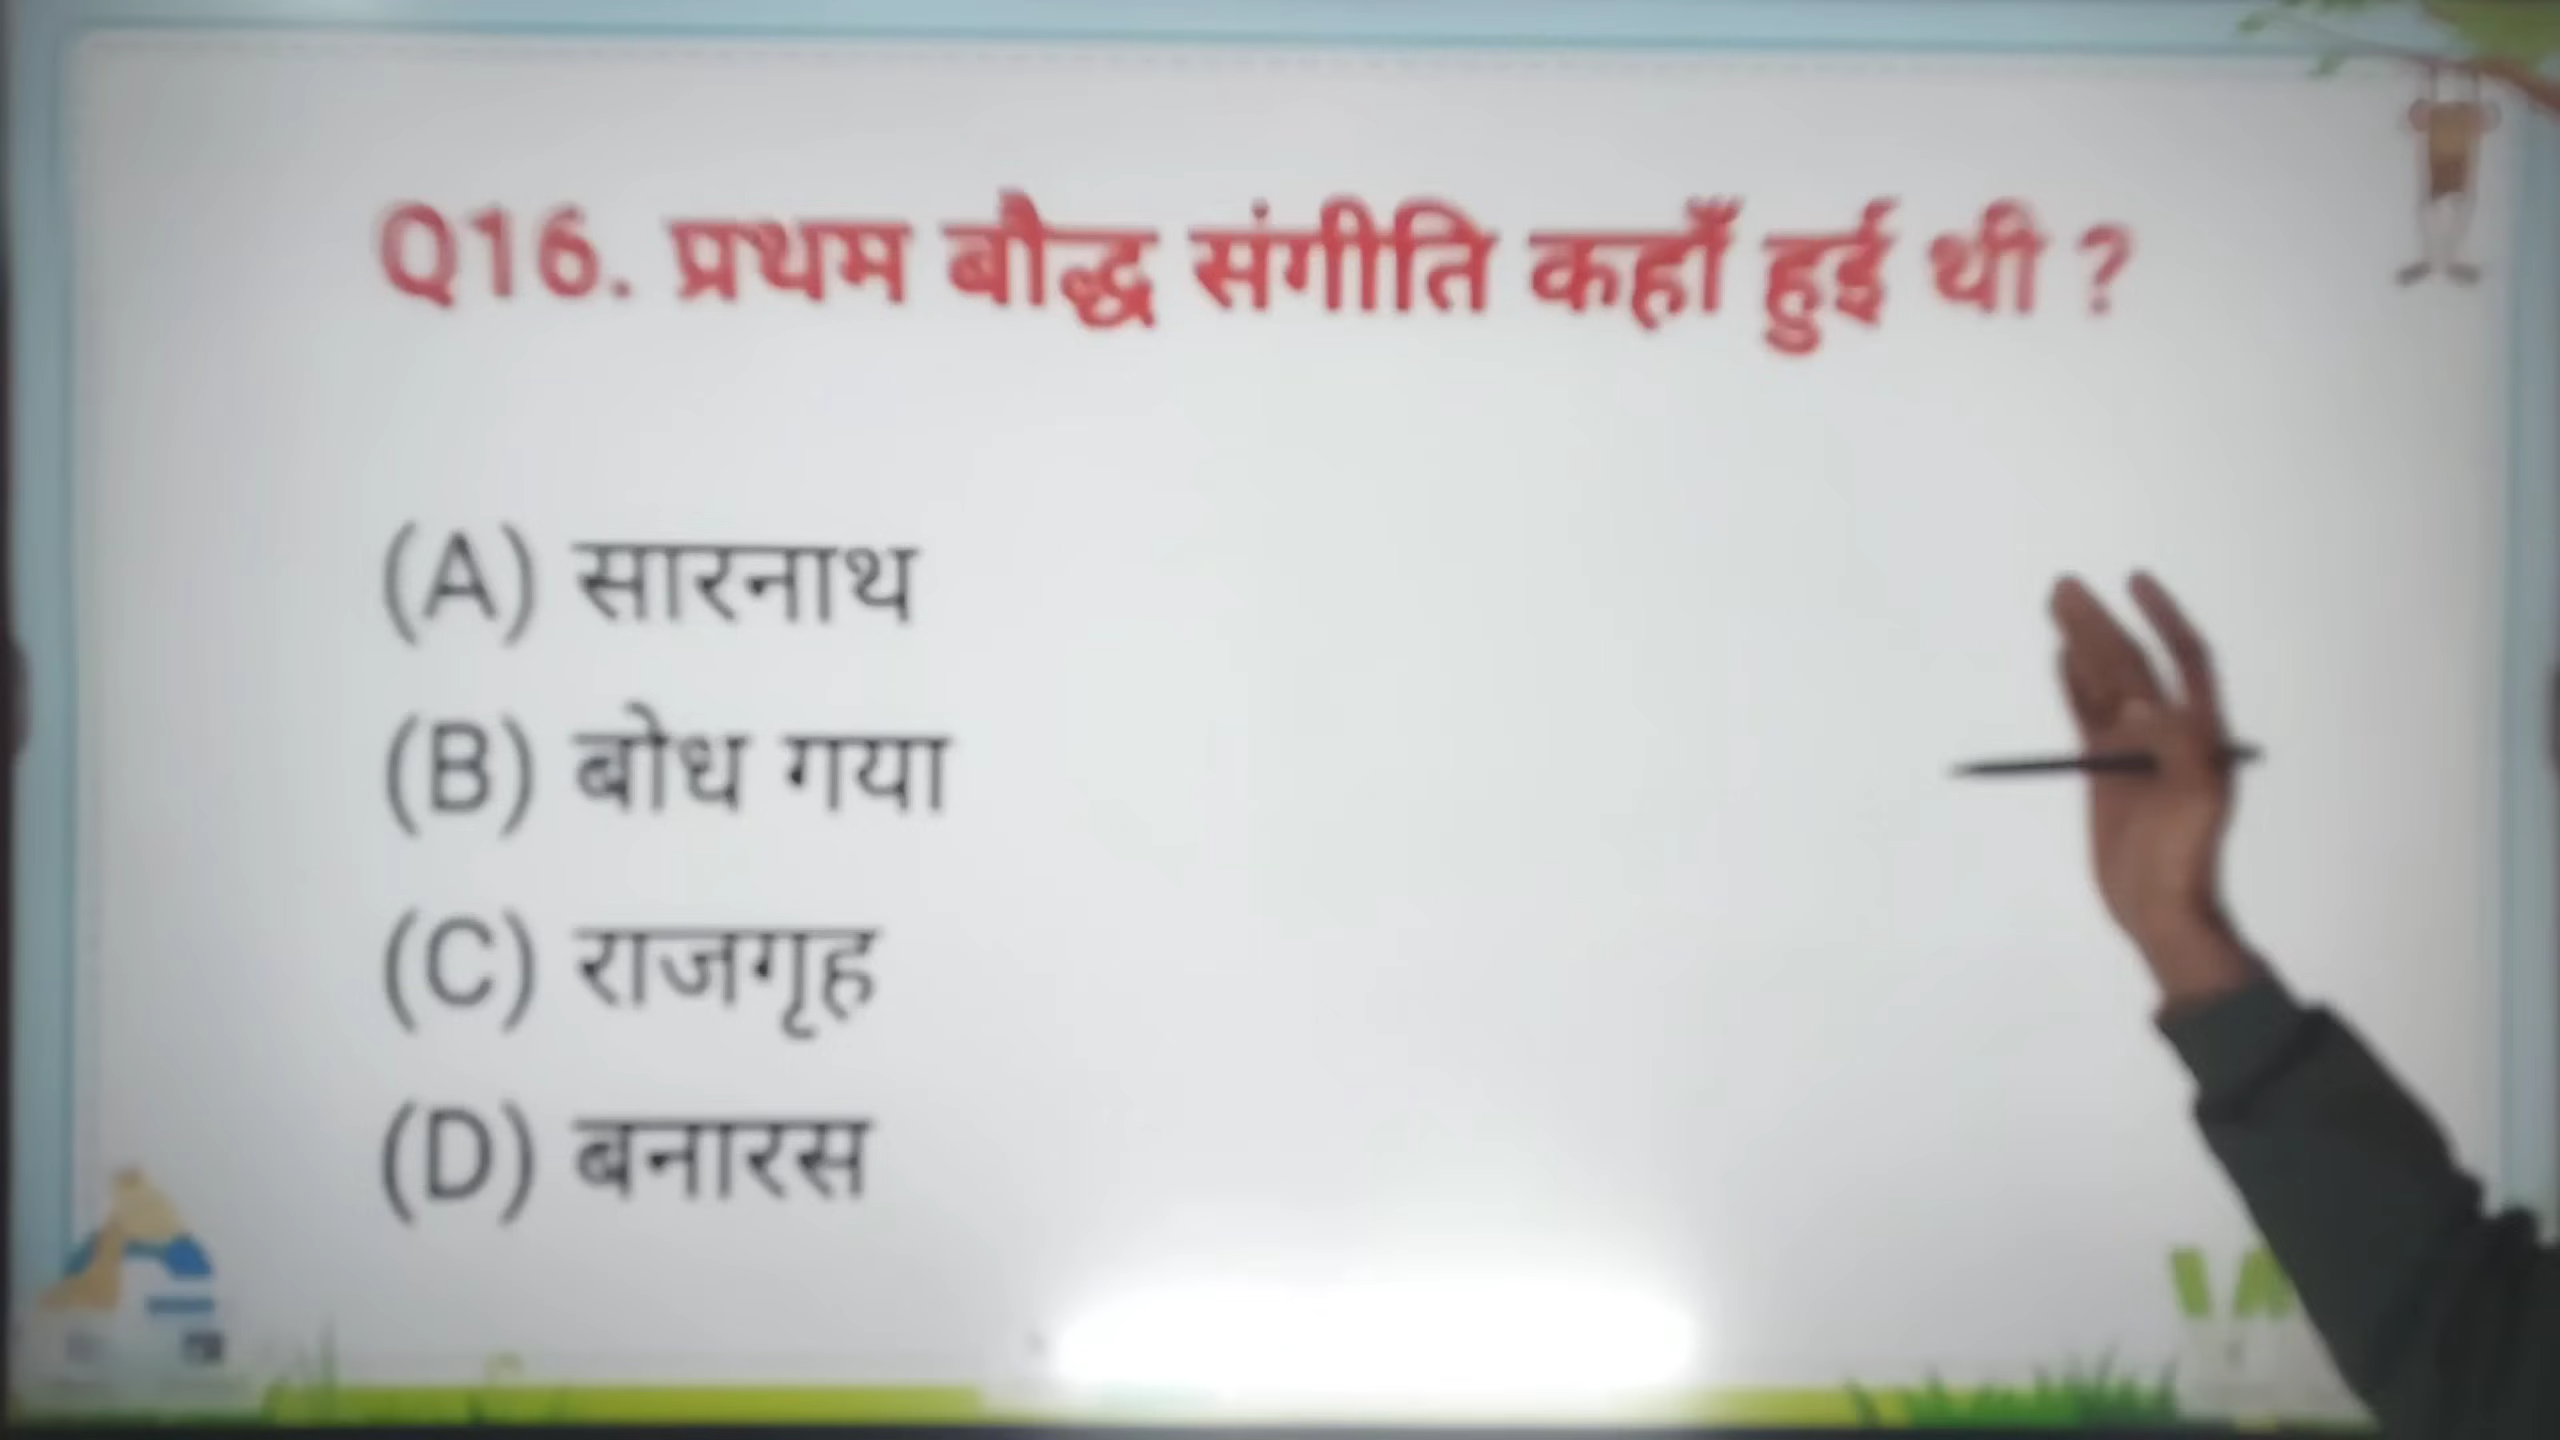 Q16. प्रथम बौद्ध संगीति कहाँ हुई थी ?
(A) सारनाथ
(B) बोध गया
(C) राजगृह
(D) बनारस